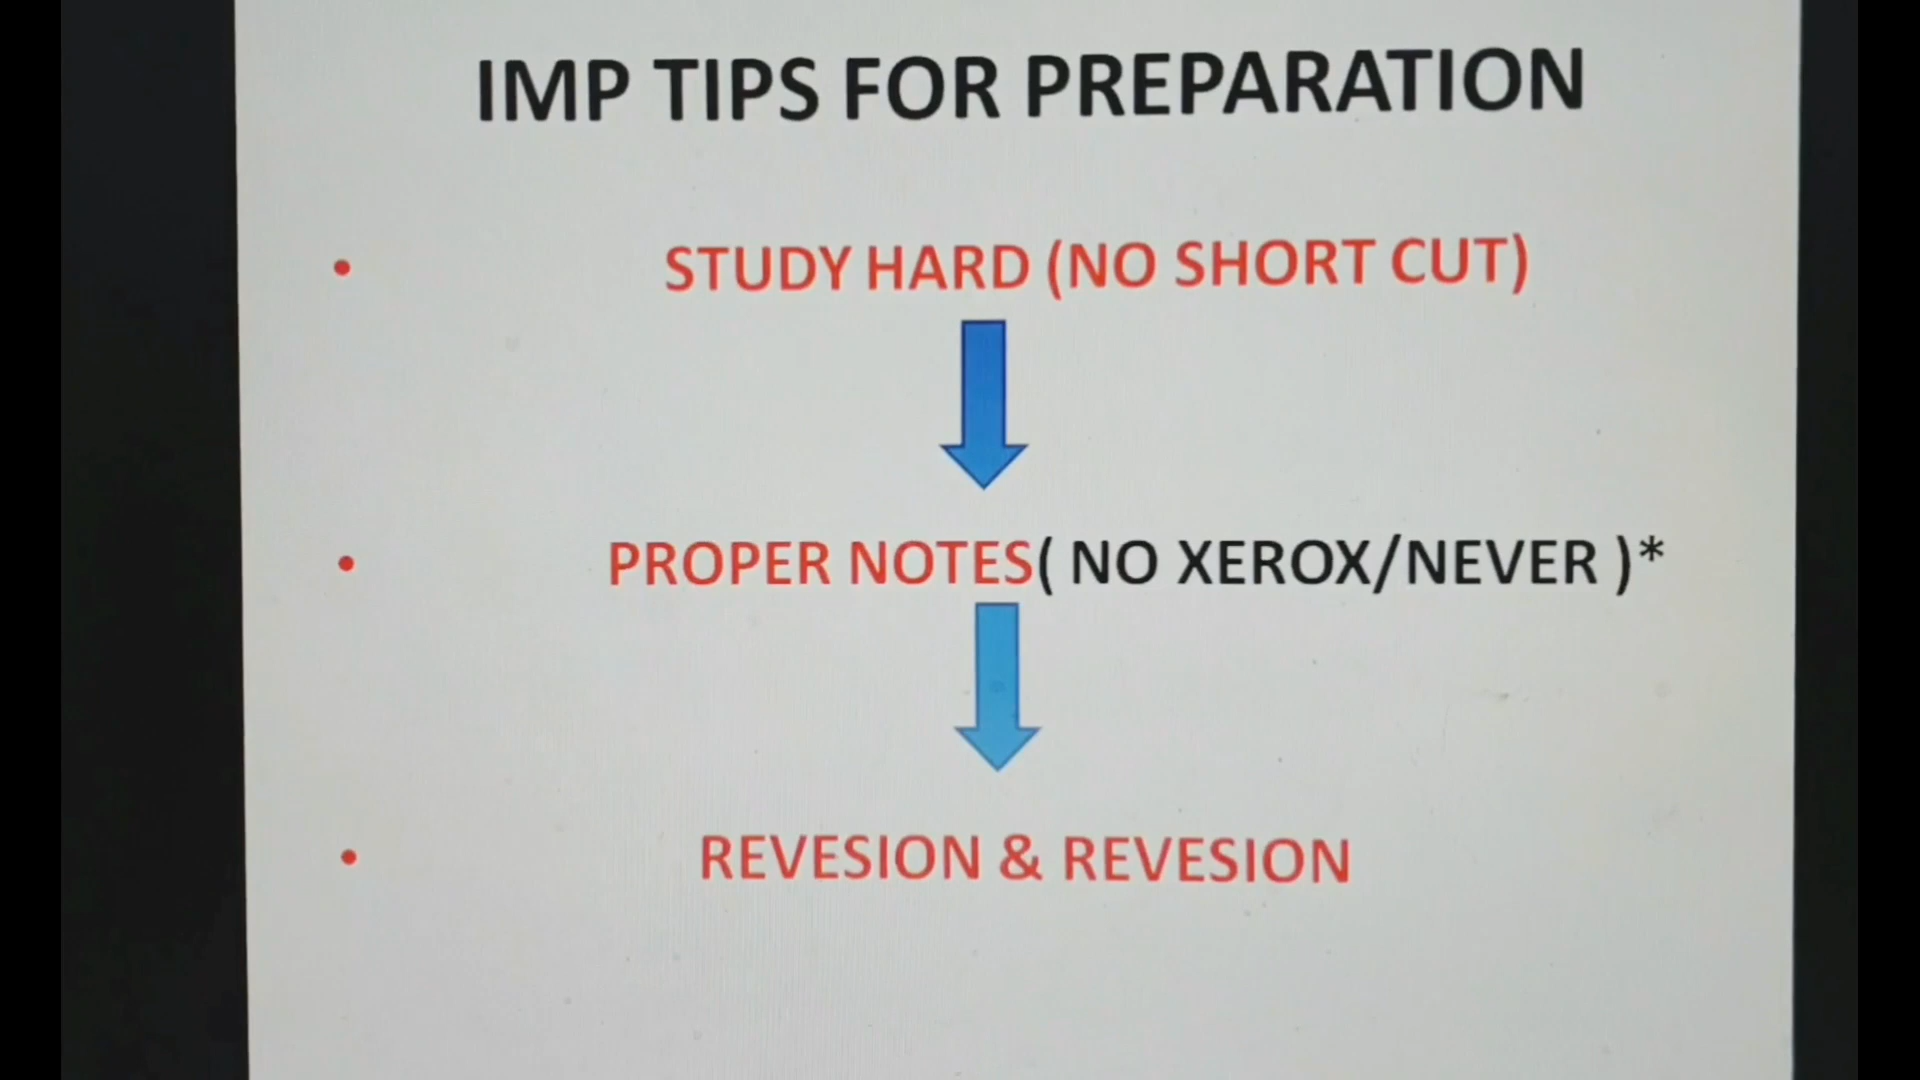 IMP TIPS FOR PREPARATION
• STUDY HARD (NO SHORT CUT)
• PROPER NOTES( NO XEROX/NEVER )*
• REVESION & REVESION